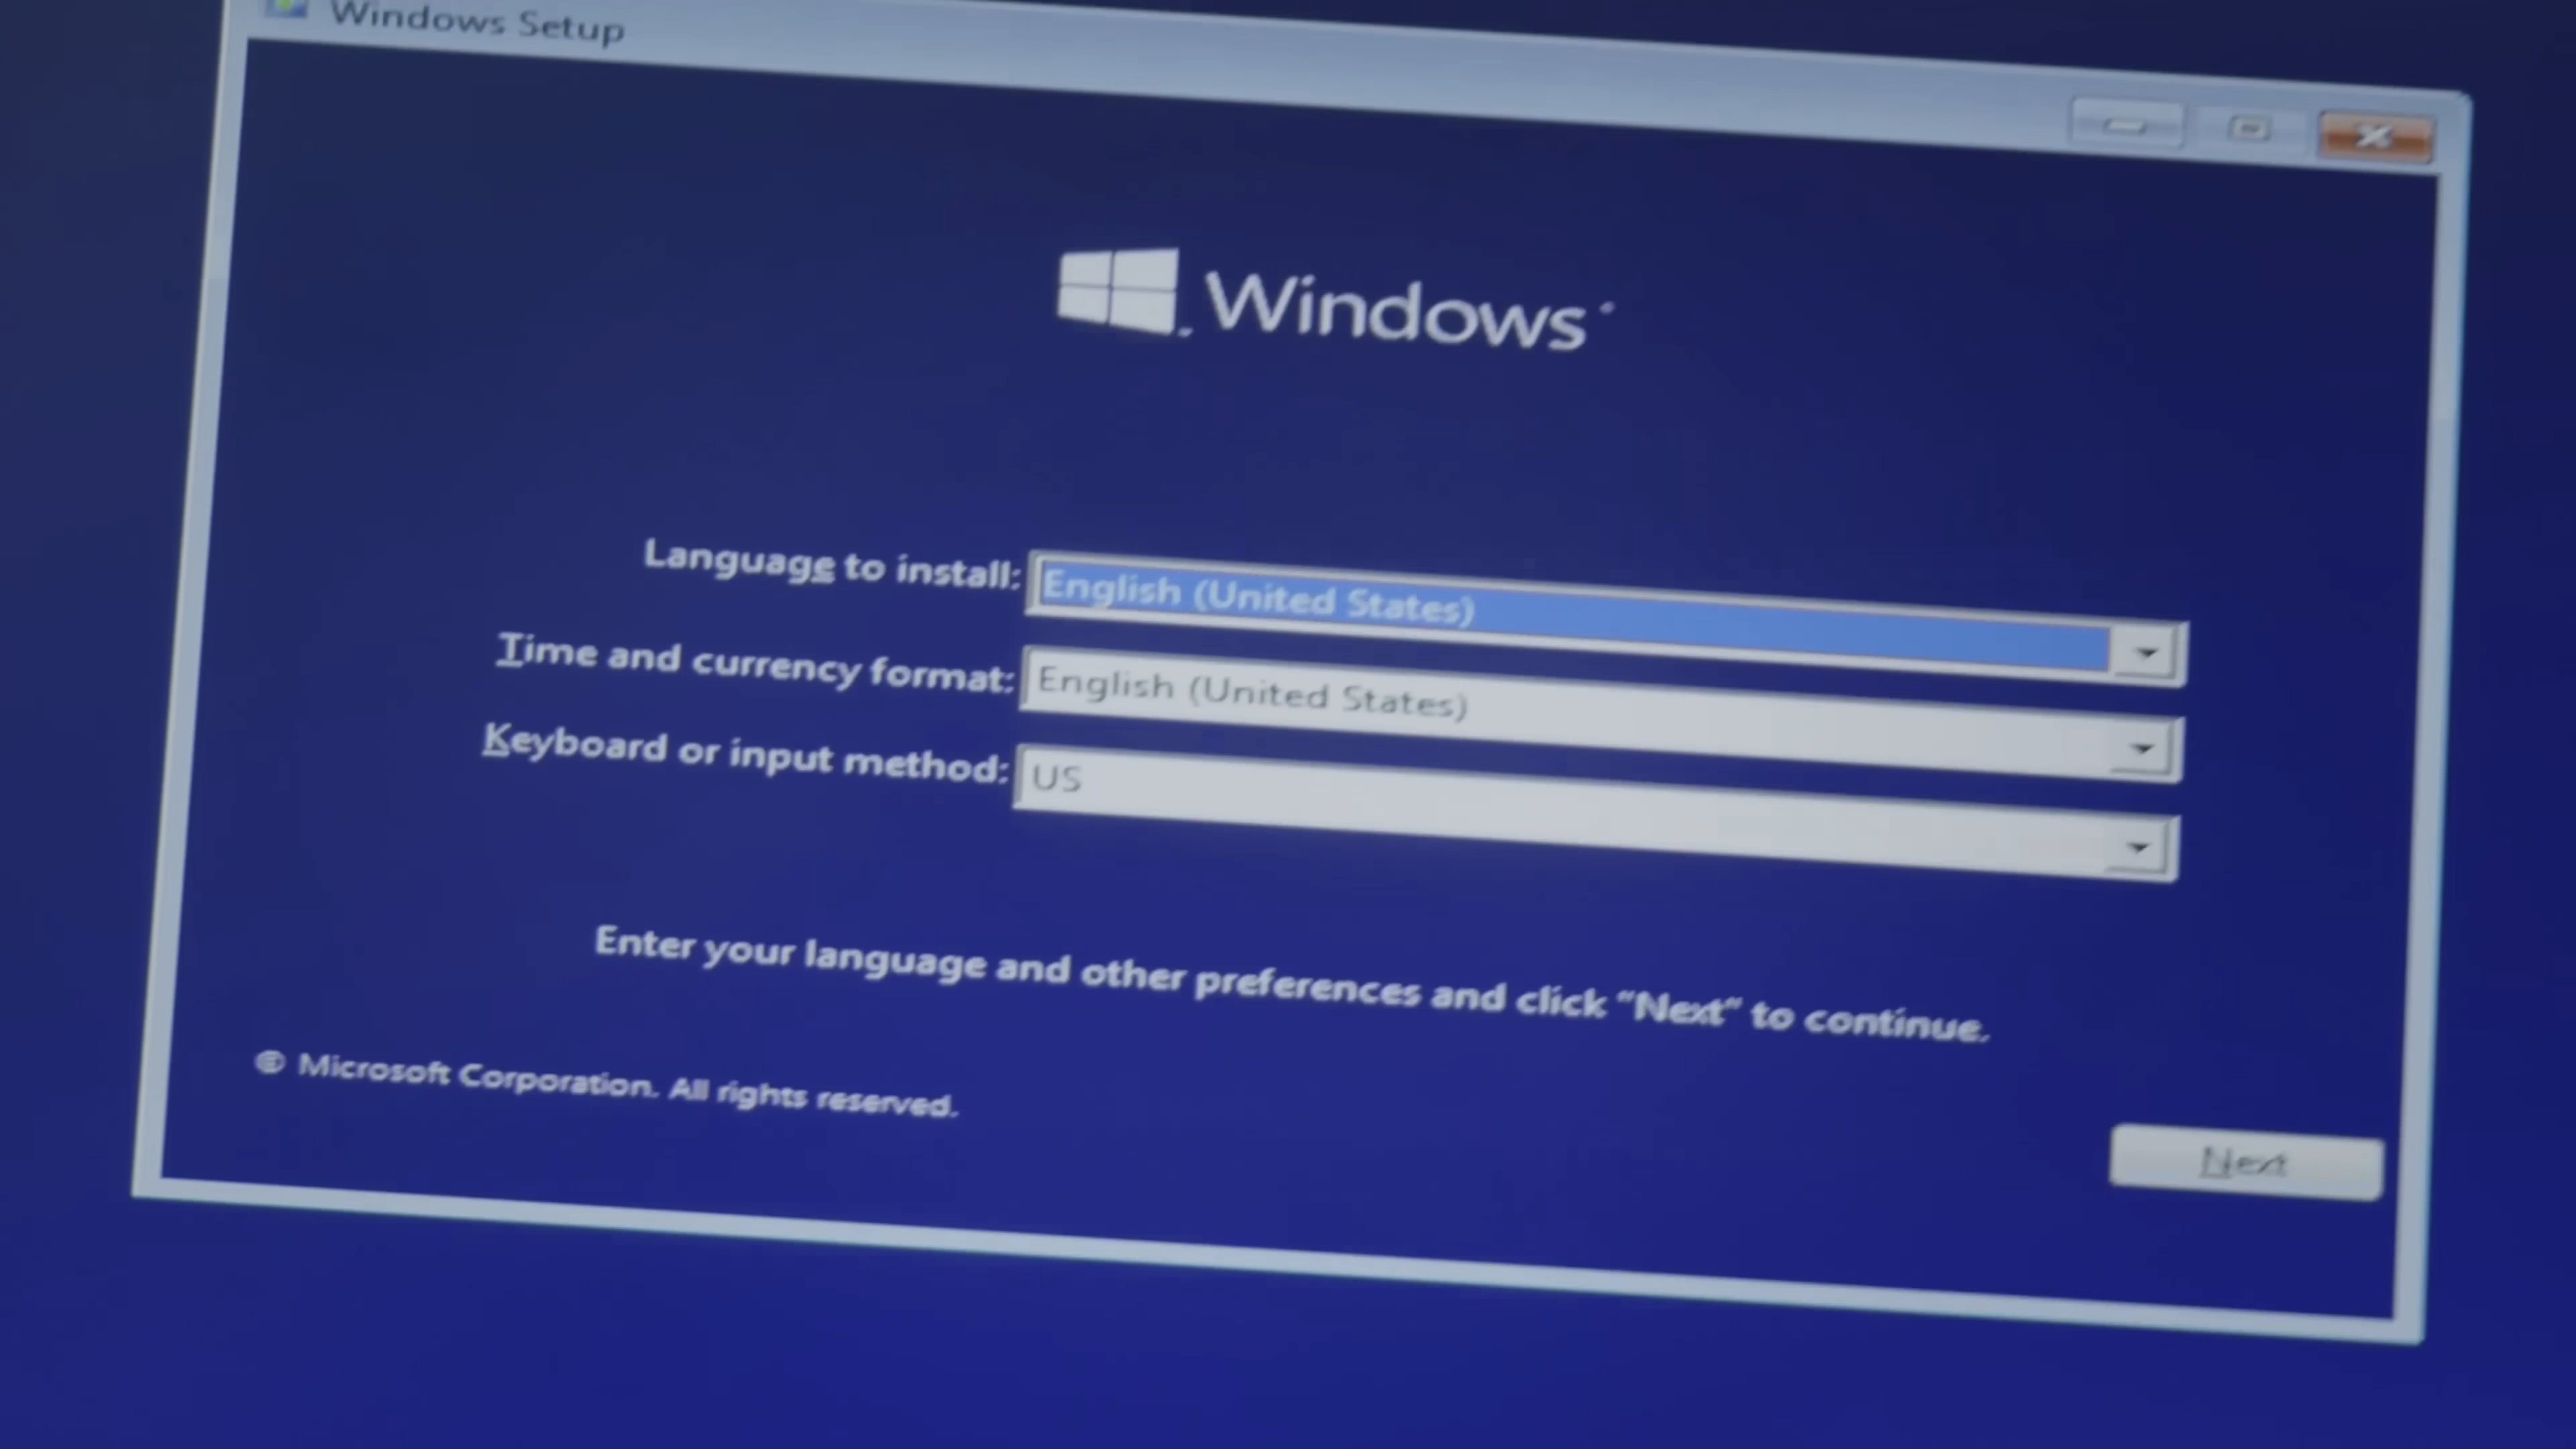 Windows Setup
Windows
Language to install: English (United States)
Time and currency format: English (United States)
Keyboard or input method: US
Enter your language and other preferences and click "Next" to continue.
© Microsoft Corporation. All rights reserved.
Next